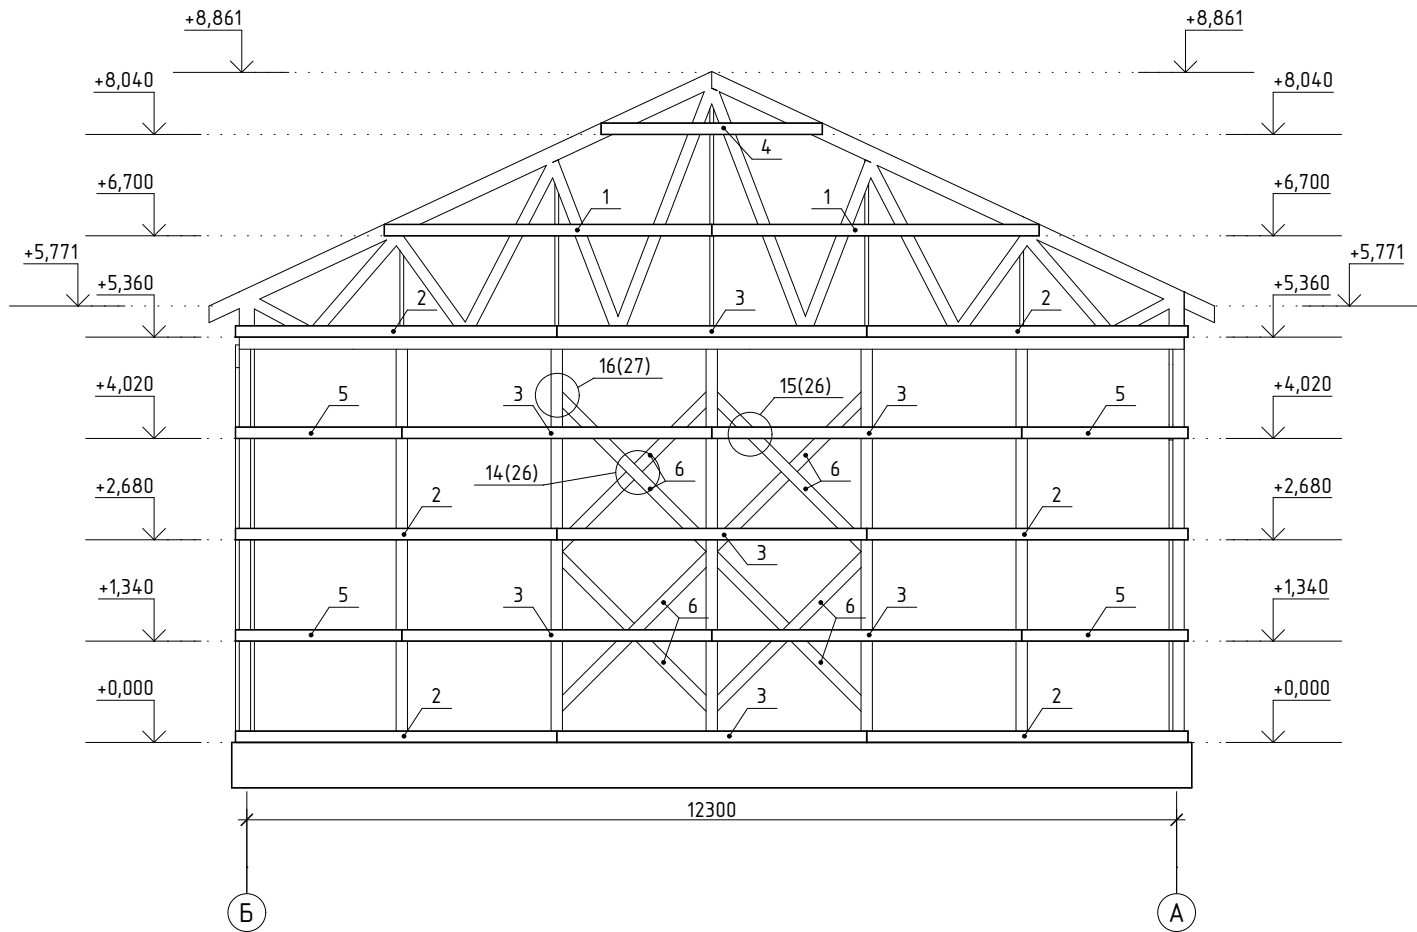 +8,861 +8,861
+8,040 +8,040
4
+6,700 1 1 +6,700
+5,771 +5,771
+5,360 2 3 2 +5,360
16(27)
+4,020 5 3 15(26) 3 5 +4,020
14(26) 6 6
+2,680 2 2 +2,680
3
+1,340 5 3 6 6 3 5 +1,340
+0,000 2 3 2 +0,000
12300
Б А